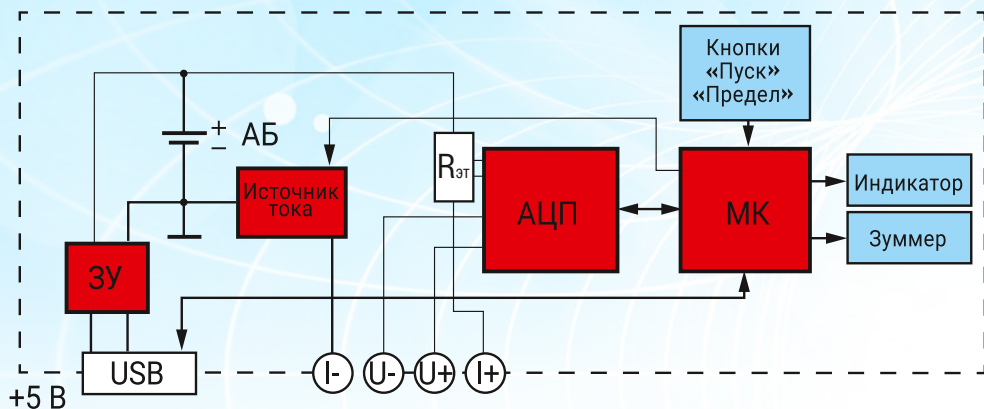 Кнопки
«Пуск»
«Предел»
+
−
АБ
Rэт
Источник
тока
АЦП
МК
Индикатор
Зуммер
ЗУ
USB
I-
U-
U+
I+
+5 В